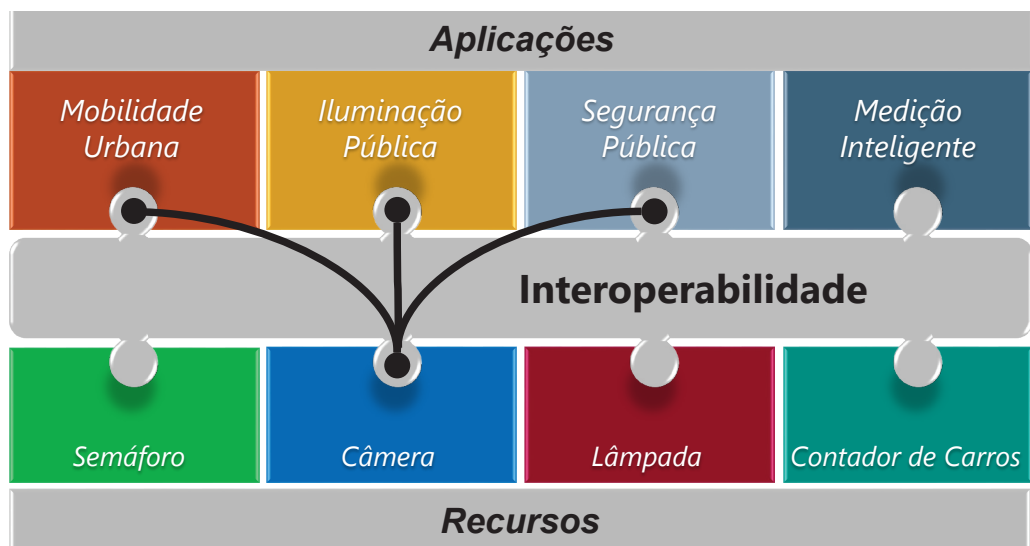 Aplicações
Mobilidade
Urbana
Iluminação
Pública
Segurança
Pública
Medição
Inteligente
Interoperabilidade
Semáforo
Câmera
Lâmpada
Contador de Carros
Recursos